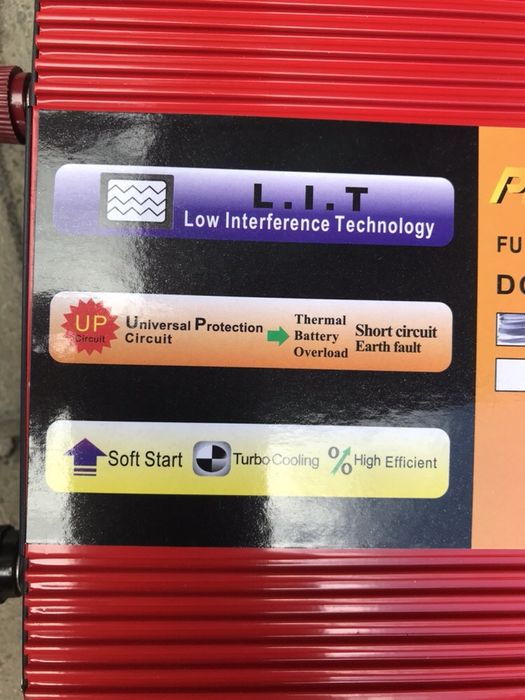 L.I.T
Low Interference Technology
UP
Circuit
Universal Protection
Circuit
Thermal
Battery
Overload
Short circuit
Earth fault
Soft Start
Turbo Cooling
% High Efficient
FU
DC